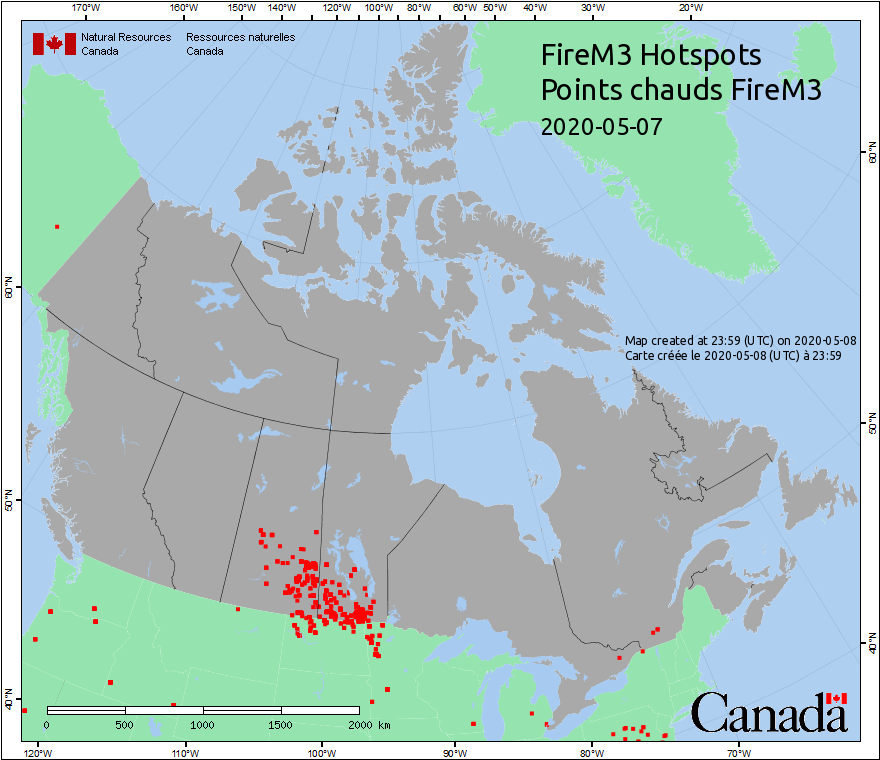 170°W 160°W 150°W 140°W 130°W 120°W 110°W 100°W 90°W 80°W 70°W 60°W 50°W 40°W 30°W 20°W
Natural Resources Ressources naturelles
Canada Canada
FireM3 Hotspots
Points chauds FireM3
2020-05-07
60°N 60°N
Map created at 23:59 (UTC) on 2020-05-08
Carte créée le 2020-05-08 (UTC) à 23:59
50°N 50°N
40°N 40°N
Canada
0 500 1000 1500 2000 km
120°W 110°W 100°W 90°W 80°W 70°W